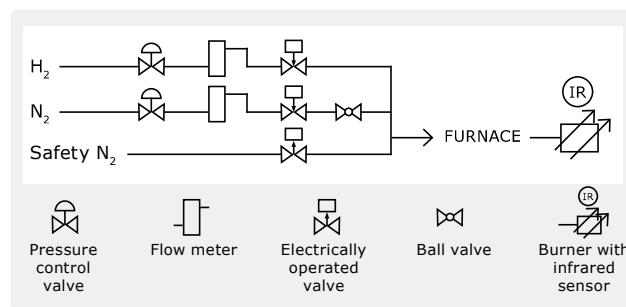 H₂
N₂
Safety N₂
IR
FURNACE
IR
Pressure
control
valve
Flow meter
Electrically
operated
valve
Ball valve
Burner with
infrared
sensor